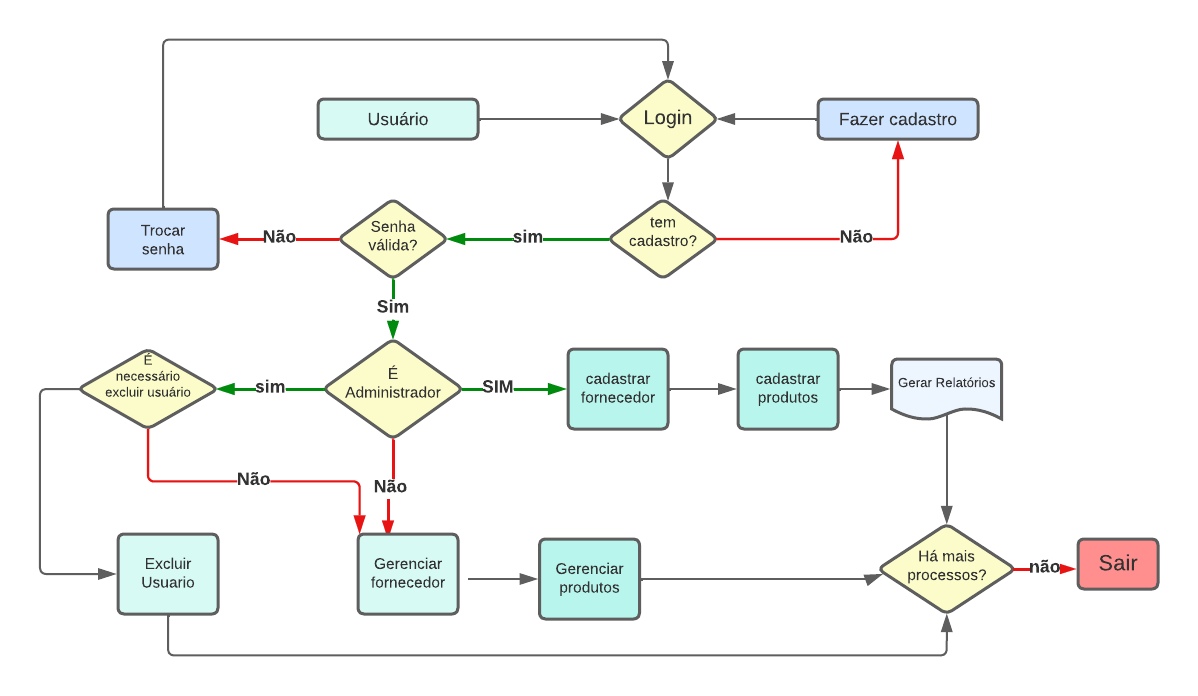 Usuário
Login
Fazer cadastro
Trocar
senha
Não
Senha
válida?
sim
tem
cadastro?
Não
Sim
É
necessário
excluir usuário
sim
É
Administrador
SIM
cadastrar
fornecedor
cadastrar
produtos
Gerar Relatórios
Não
Não
Excluir
Usuario
Gerenciar
fornecedor
Gerenciar
produtos
Há mais
processos?
não
Sair